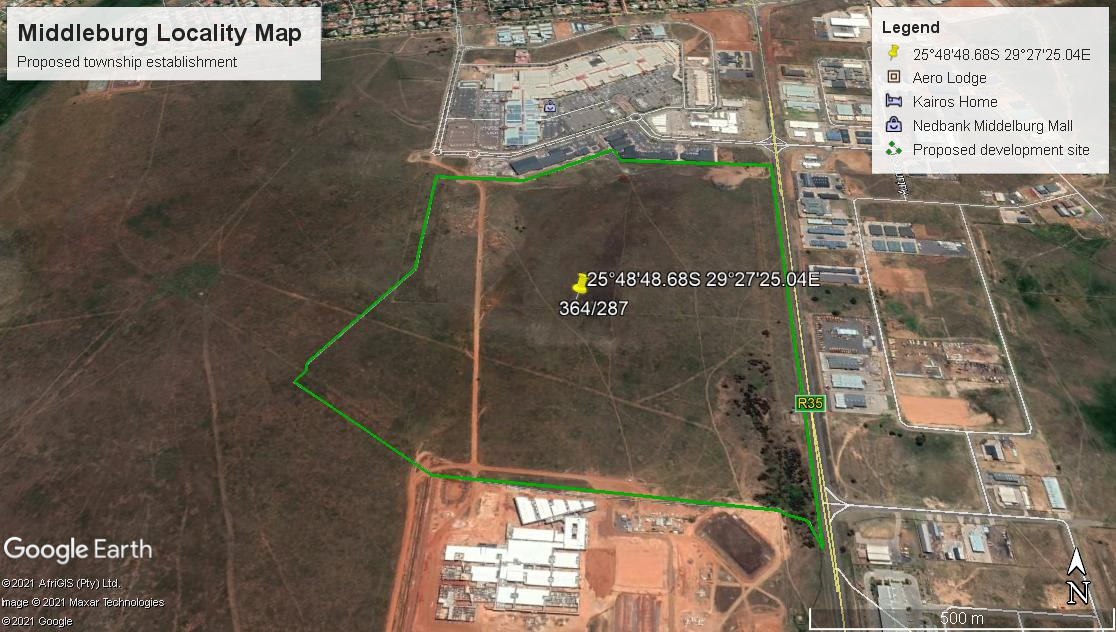 Middleburg Locality Map
Proposed township establishment
Legend
25°48'48.68S 29°27'25.04E
Aero Lodge
Kairos Home
Nedbank Middelburg Mall
Proposed development site
25°48'48.68S 29°27'25.04E
364/287
R35
Google Earth
©2021 AfriGIS (Pty) Ltd.
Image © 2021 Maxar Technologies
©2021 Google
N
500 m